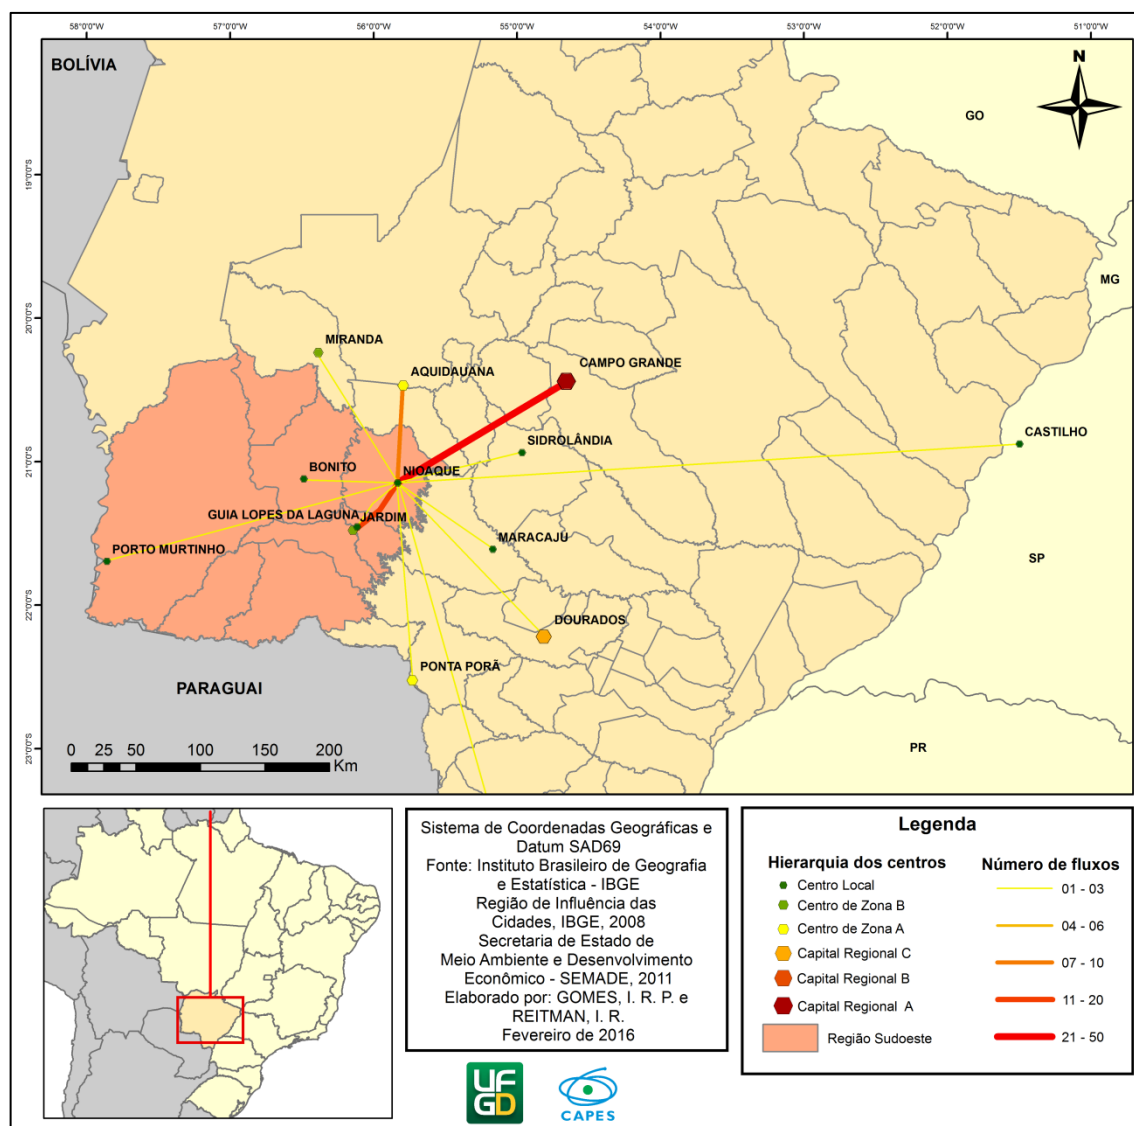 58°0'0"W 57°0'0"W 56°0'0"W 55°0'0"W 54°0'0"W 53°0'0"W 52°0'0"W 51°0'0"W
BOLÍVIA
N
GO
19°0'0"S
MG
20°0'0"S
MIRANDA
CAMPO GRANDE
AQUIDAUANA
CASTILHO
SIDROLÂNDIA
21°0'0"S
BONITO
NIOAQUE
GUIA LOPES DA LAGUNA
JARDIM
MARACAJÚ
PORTO MURTINHO
SP
22°0'0"S
DOURADOS
PONTA PORÃ
PARAGUAI
23°0'0"S
PR
0 25 50 100 150 200
Km
Sistema de Coordenadas Geográficas e
Datum SAD69
Fonte: Instituto Brasileiro de Geografia
e Estatística - IBGE
Região de Influência das
Cidades, IBGE, 2008
Secretaria de Estado de
Meio Ambiente e Desenvolvimento
Econômico - SEMADE, 2011
Elaborado por: GOMES, I. R. P. e
REITMAN, I. R.
Fevereiro de 2016
UF
GD
CAPES
Legenda
Hierarquia dos centros
Centro Local
Centro de Zona B
Centro de Zona A
Capital Regional C
Capital Regional B
Capital Regional A
Região Sudoeste
Número de fluxos
01 - 03
04 - 06
07 - 10
11 - 20
21 - 50